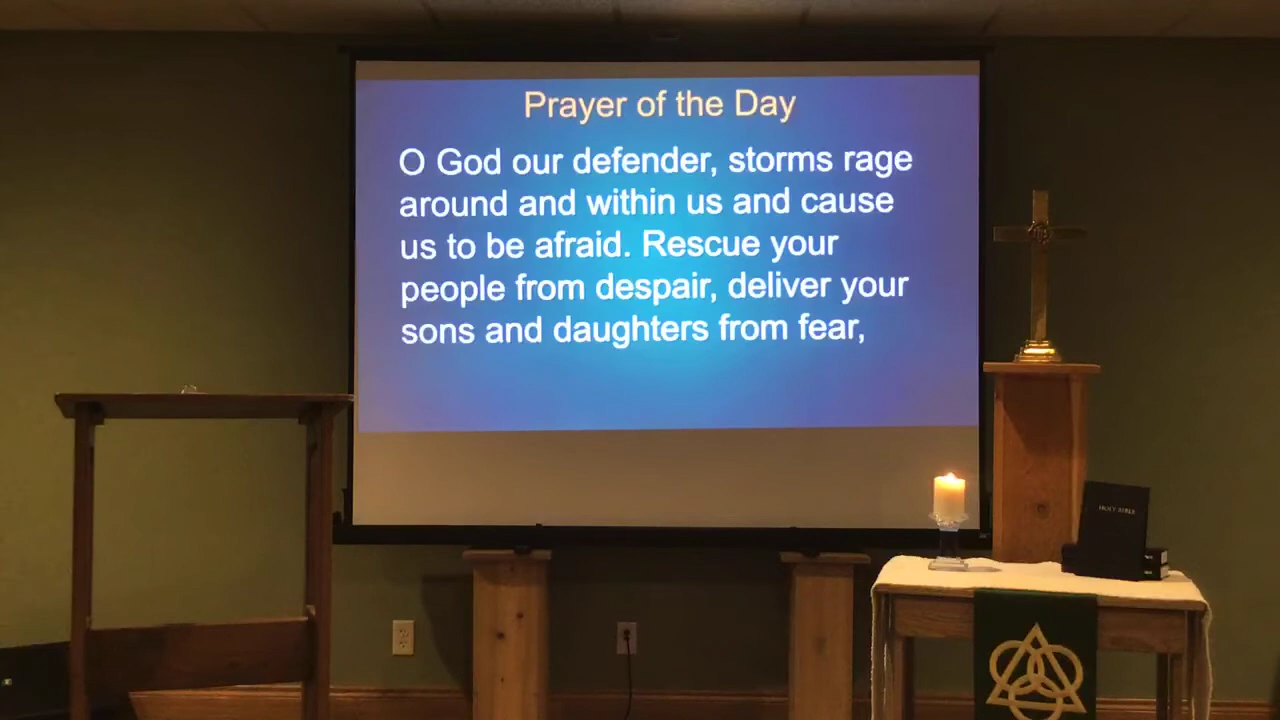 Prayer of the Day
O God our defender, storms rage
around and within us and cause
us to be afraid. Rescue your
people from despair, deliver your
sons and daughters from fear,
HOLY BIBLE